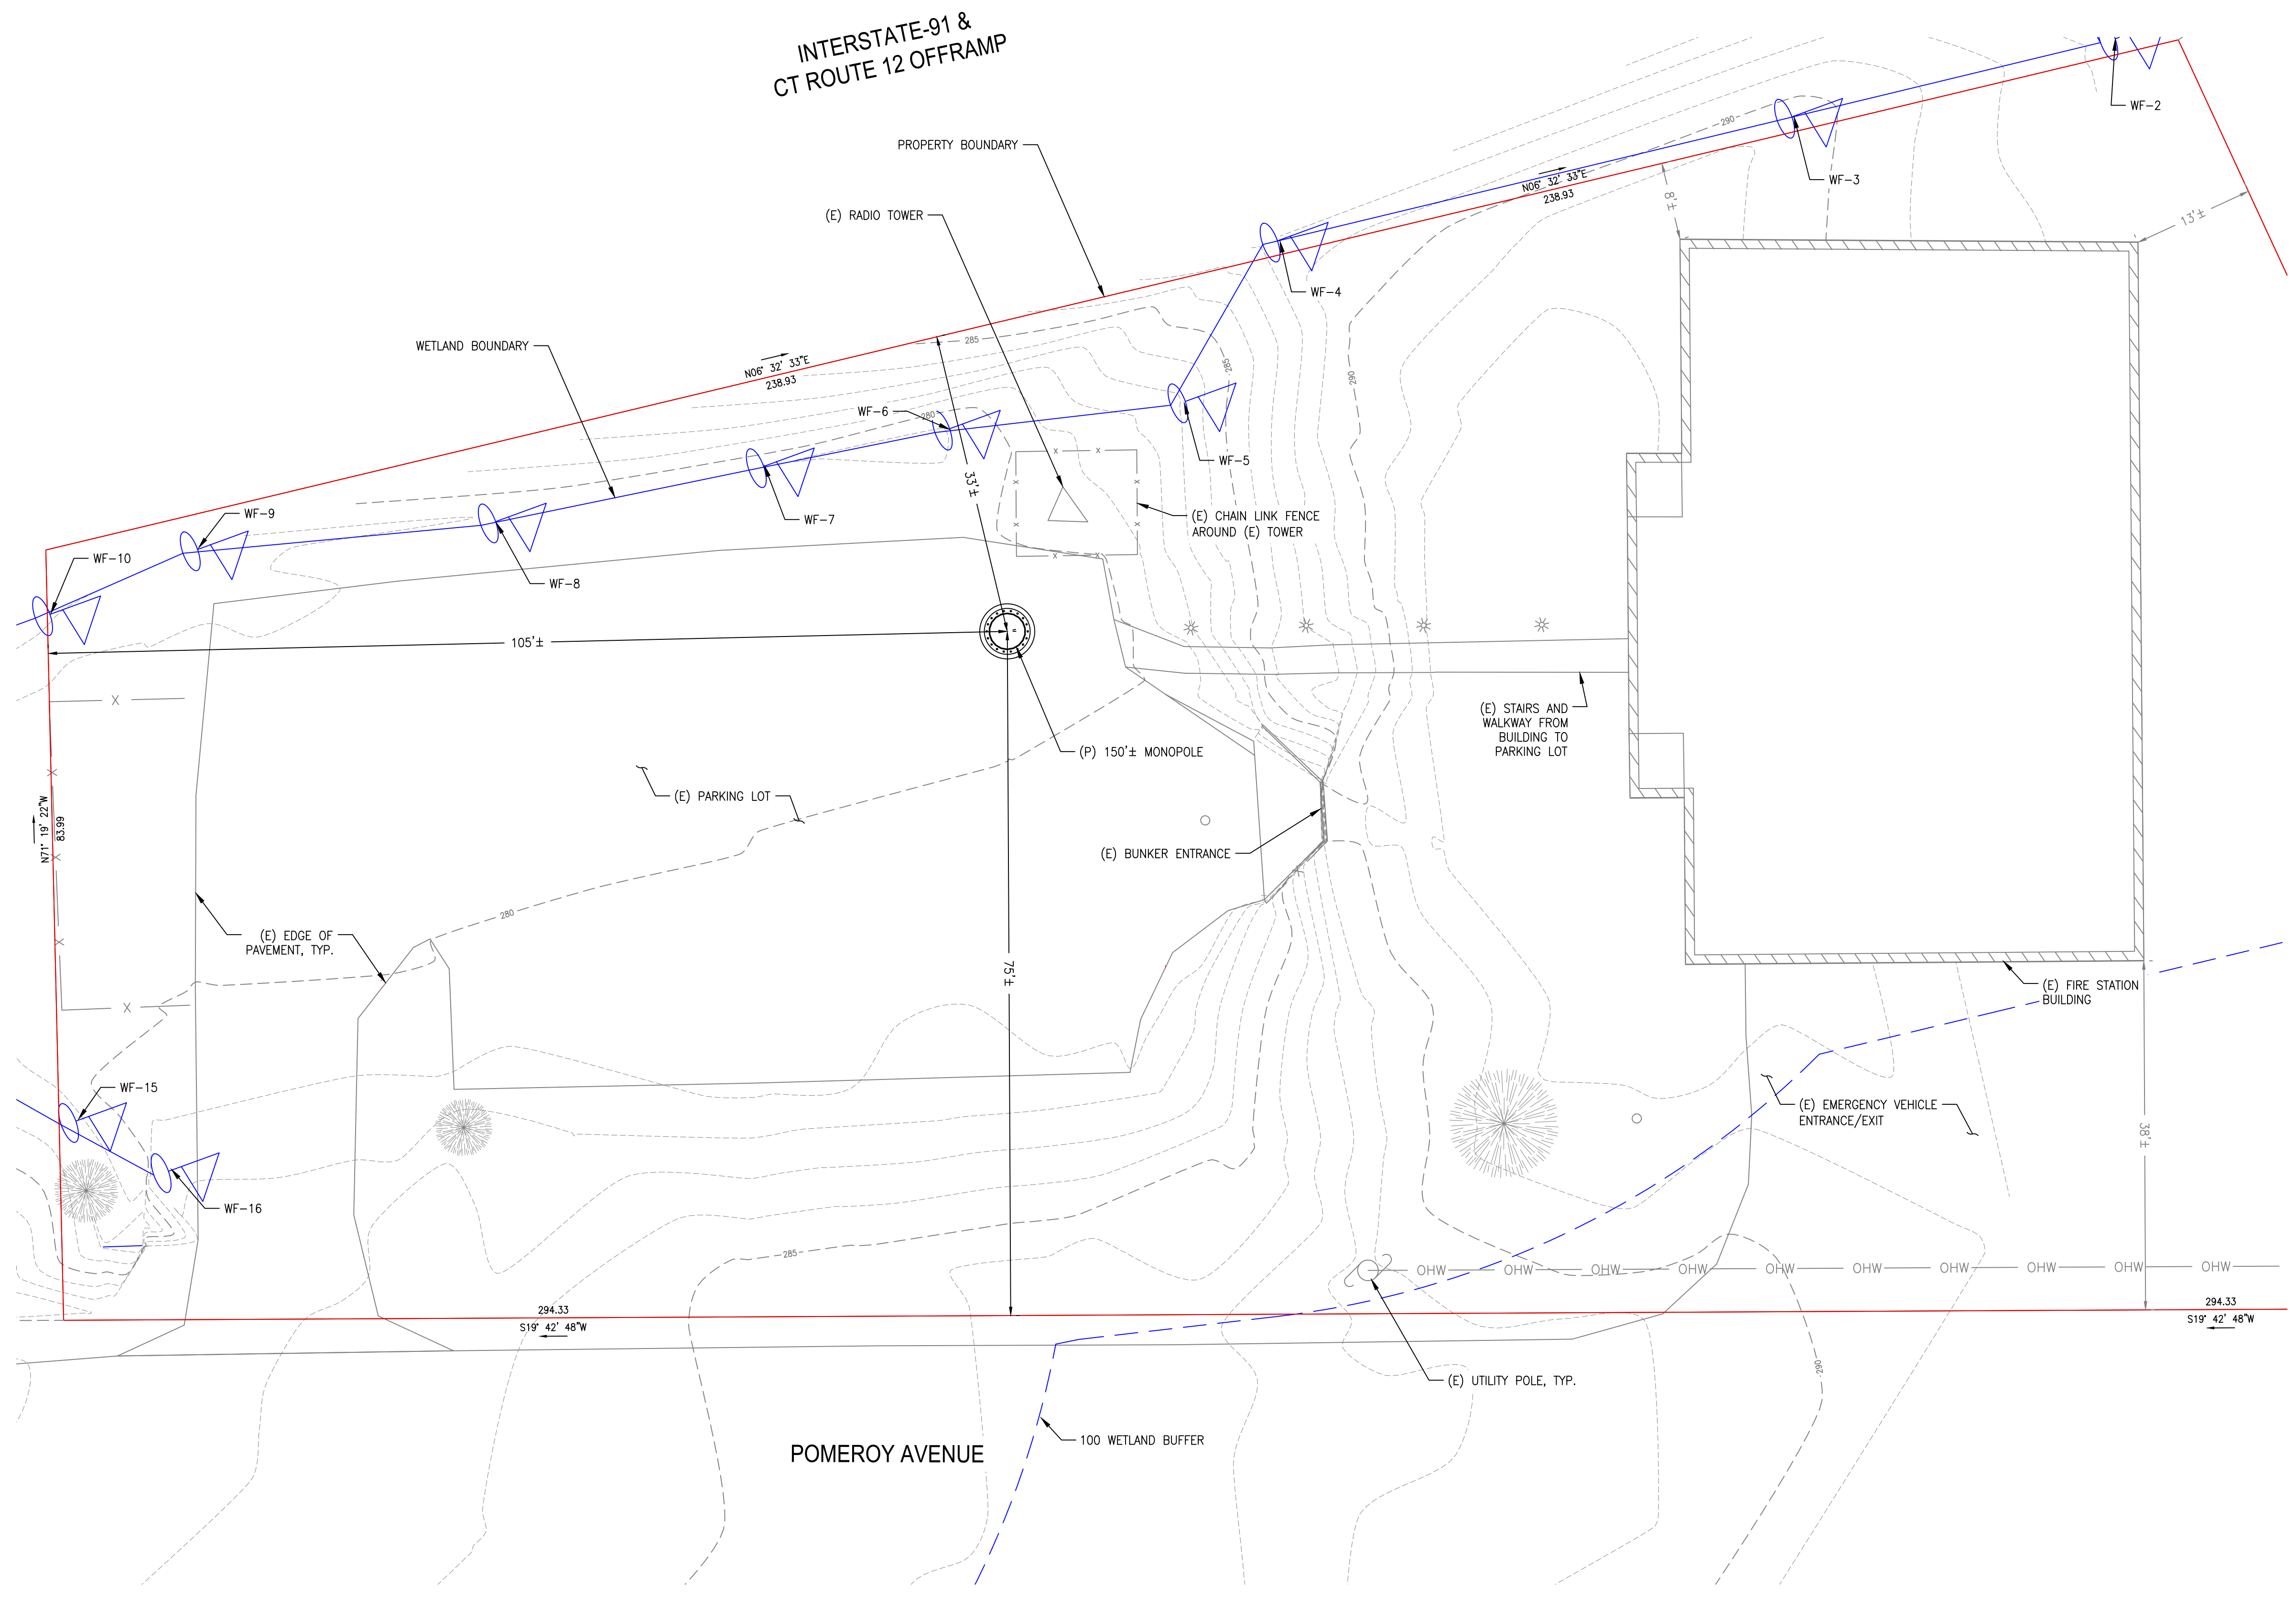 INTERSTATE-91 &
CT ROUTE 12 OFFRAMP
WF-2
290
PROPERTY BOUNDARY
WF-3
N06° 32' 33"E
238.93
8'±
13'±
(E) RADIO TOWER
WF-4
285
WETLAND BOUNDARY
N06° 32' 33"E
238.93
285
290
WF-6
280
WF-5
33'±
X
X
X
X
X
X
X
X
WF-7
(E) CHAIN LINK FENCE
AROUND (E) TOWER
WF-9
WF-10
WF-8
105'±
X
(E) STAIRS AND
WALKWAY FROM
BUILDING TO
PARKING LOT
(P) 150'± MONOPOLE
X
(E) PARKING LOT
N71° 19' 22"W
83.99
X
(E) BUNKER ENTRANCE
280
X
(E) EDGE OF
PAVEMENT, TYP.
75'±
(E) FIRE STATION
BUILDING
X
WF-15
(E) EMERGENCY VEHICLE
ENTRANCE/EXIT
38'±
WF-16
285
OHW OHW OHW OHW OHW OHW OHW OHW OHW OHW
294.33
S19° 42' 48"W
294.33
S19° 42' 48"W
290
(E) UTILITY POLE, TYP.
100 WETLAND BUFFER
POMEROY AVENUE